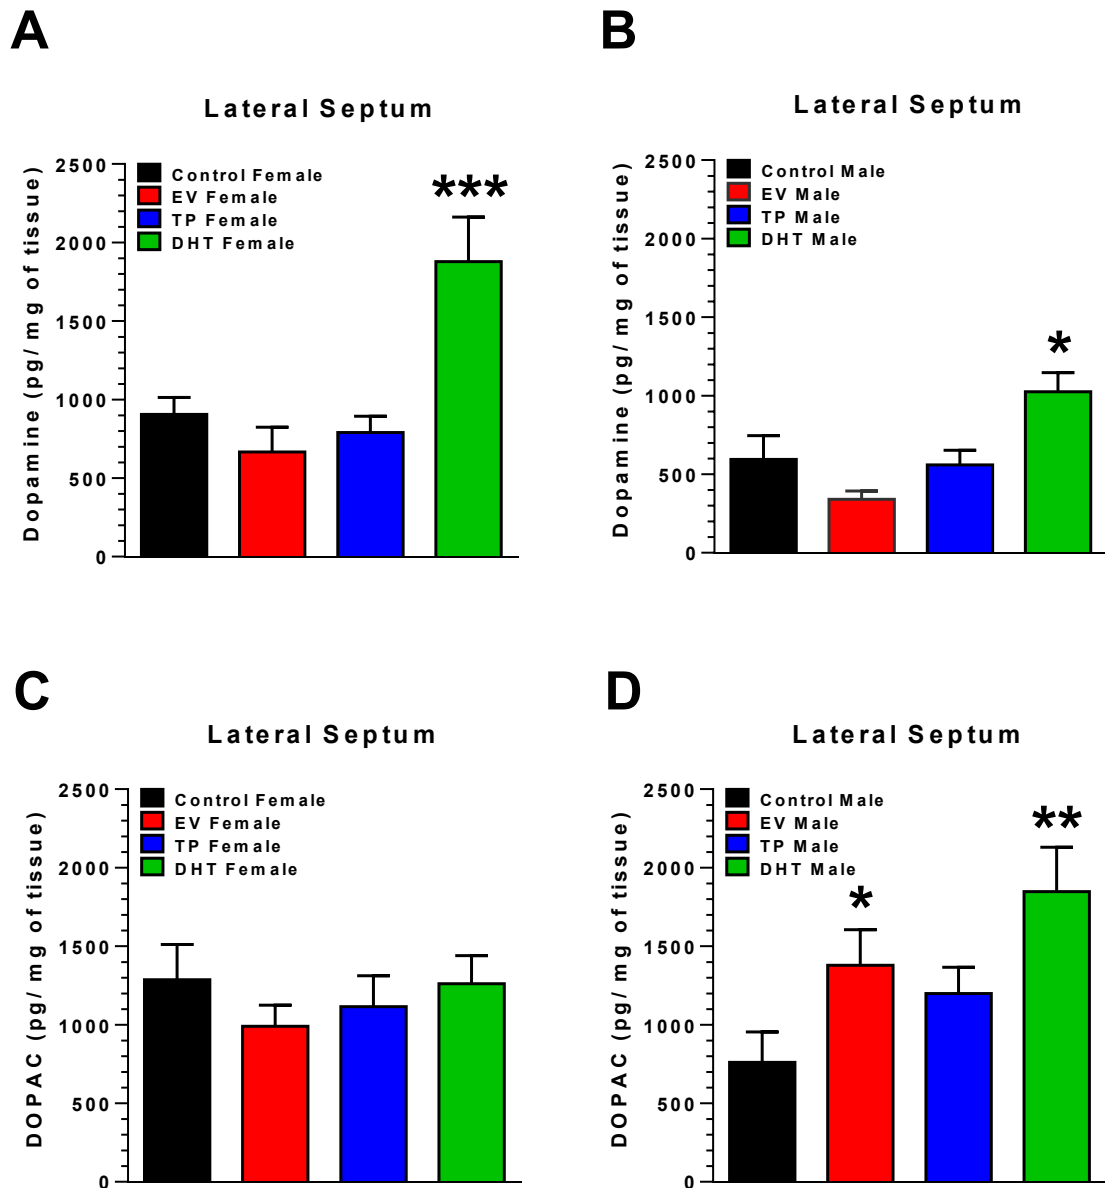 A
Lateral Septum
Dopamine (pg/mg of tissue)
2500
2000
1500
1000
500
0
Control Female
EV Female
TP Female
DHT Female
***
B
Lateral Septum
Dopamine (pg/mg of tissue)
2500
2000
1500
1000
500
0
Control Male
EV Male
TP Male
DHT Male
*
C
Lateral Septum
DOPAC (pg/mg of tissue)
2500
2000
1500
1000
500
0
Control Female
EV Female
TP Female
DHT Female
D
Lateral Septum
DOPAC (pg/mg of tissue)
2500
2000
1500
1000
500
0
Control Male
EV Male
TP Male
DHT Male
*
**